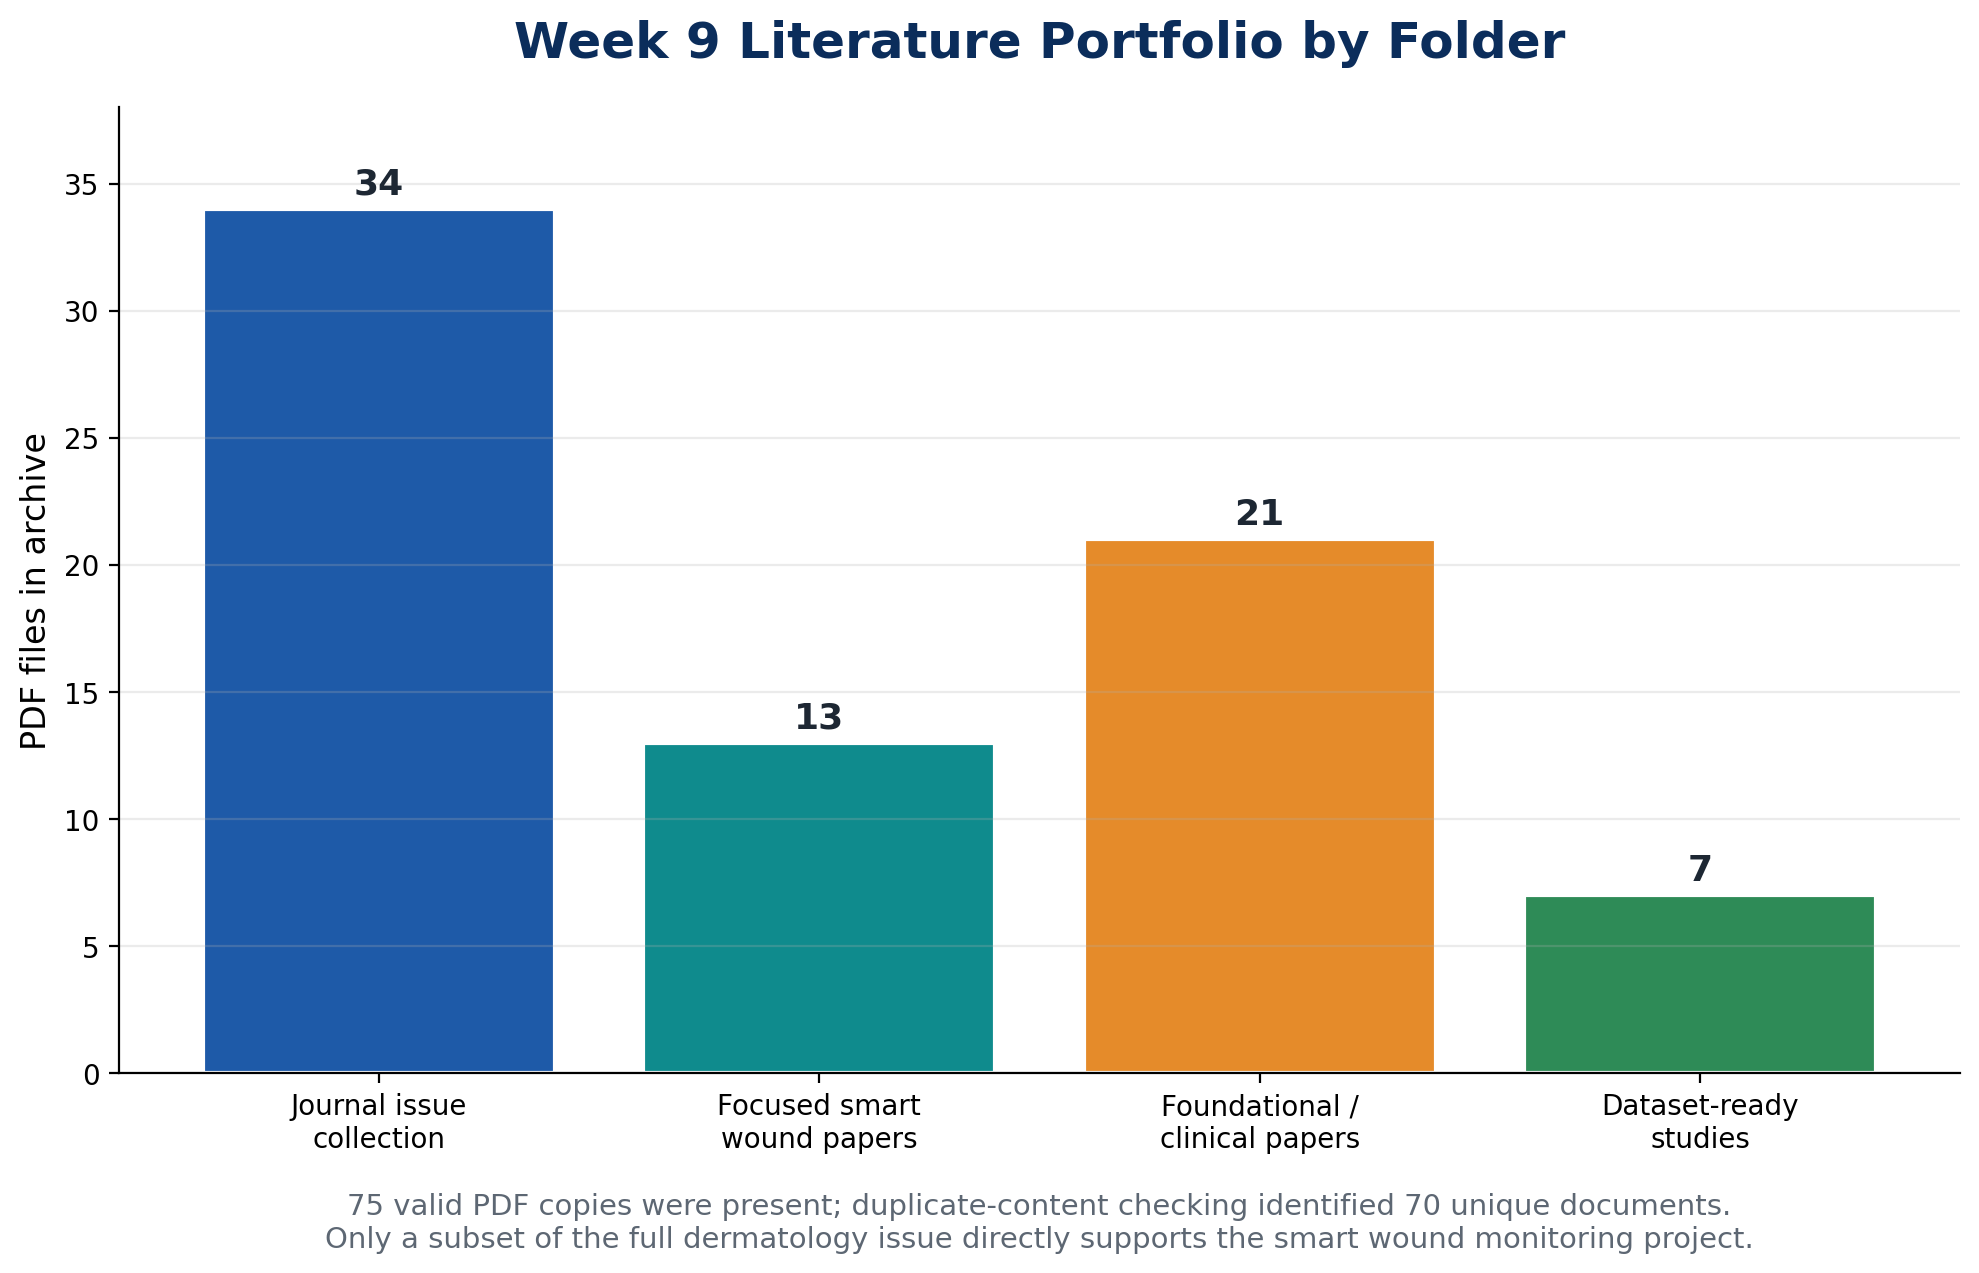 Week 9 Literature Portfolio by Folder
PDF files in archive
35
30
25
20
15
10
5
0
34
13
21
7
Journal issue
collection
Focused smart
wound papers
Foundational /
clinical papers
Dataset-ready
studies
75 valid PDF copies were present; duplicate-content checking identified 70 unique documents.
Only a subset of the full dermatology issue directly supports the smart wound monitoring project.